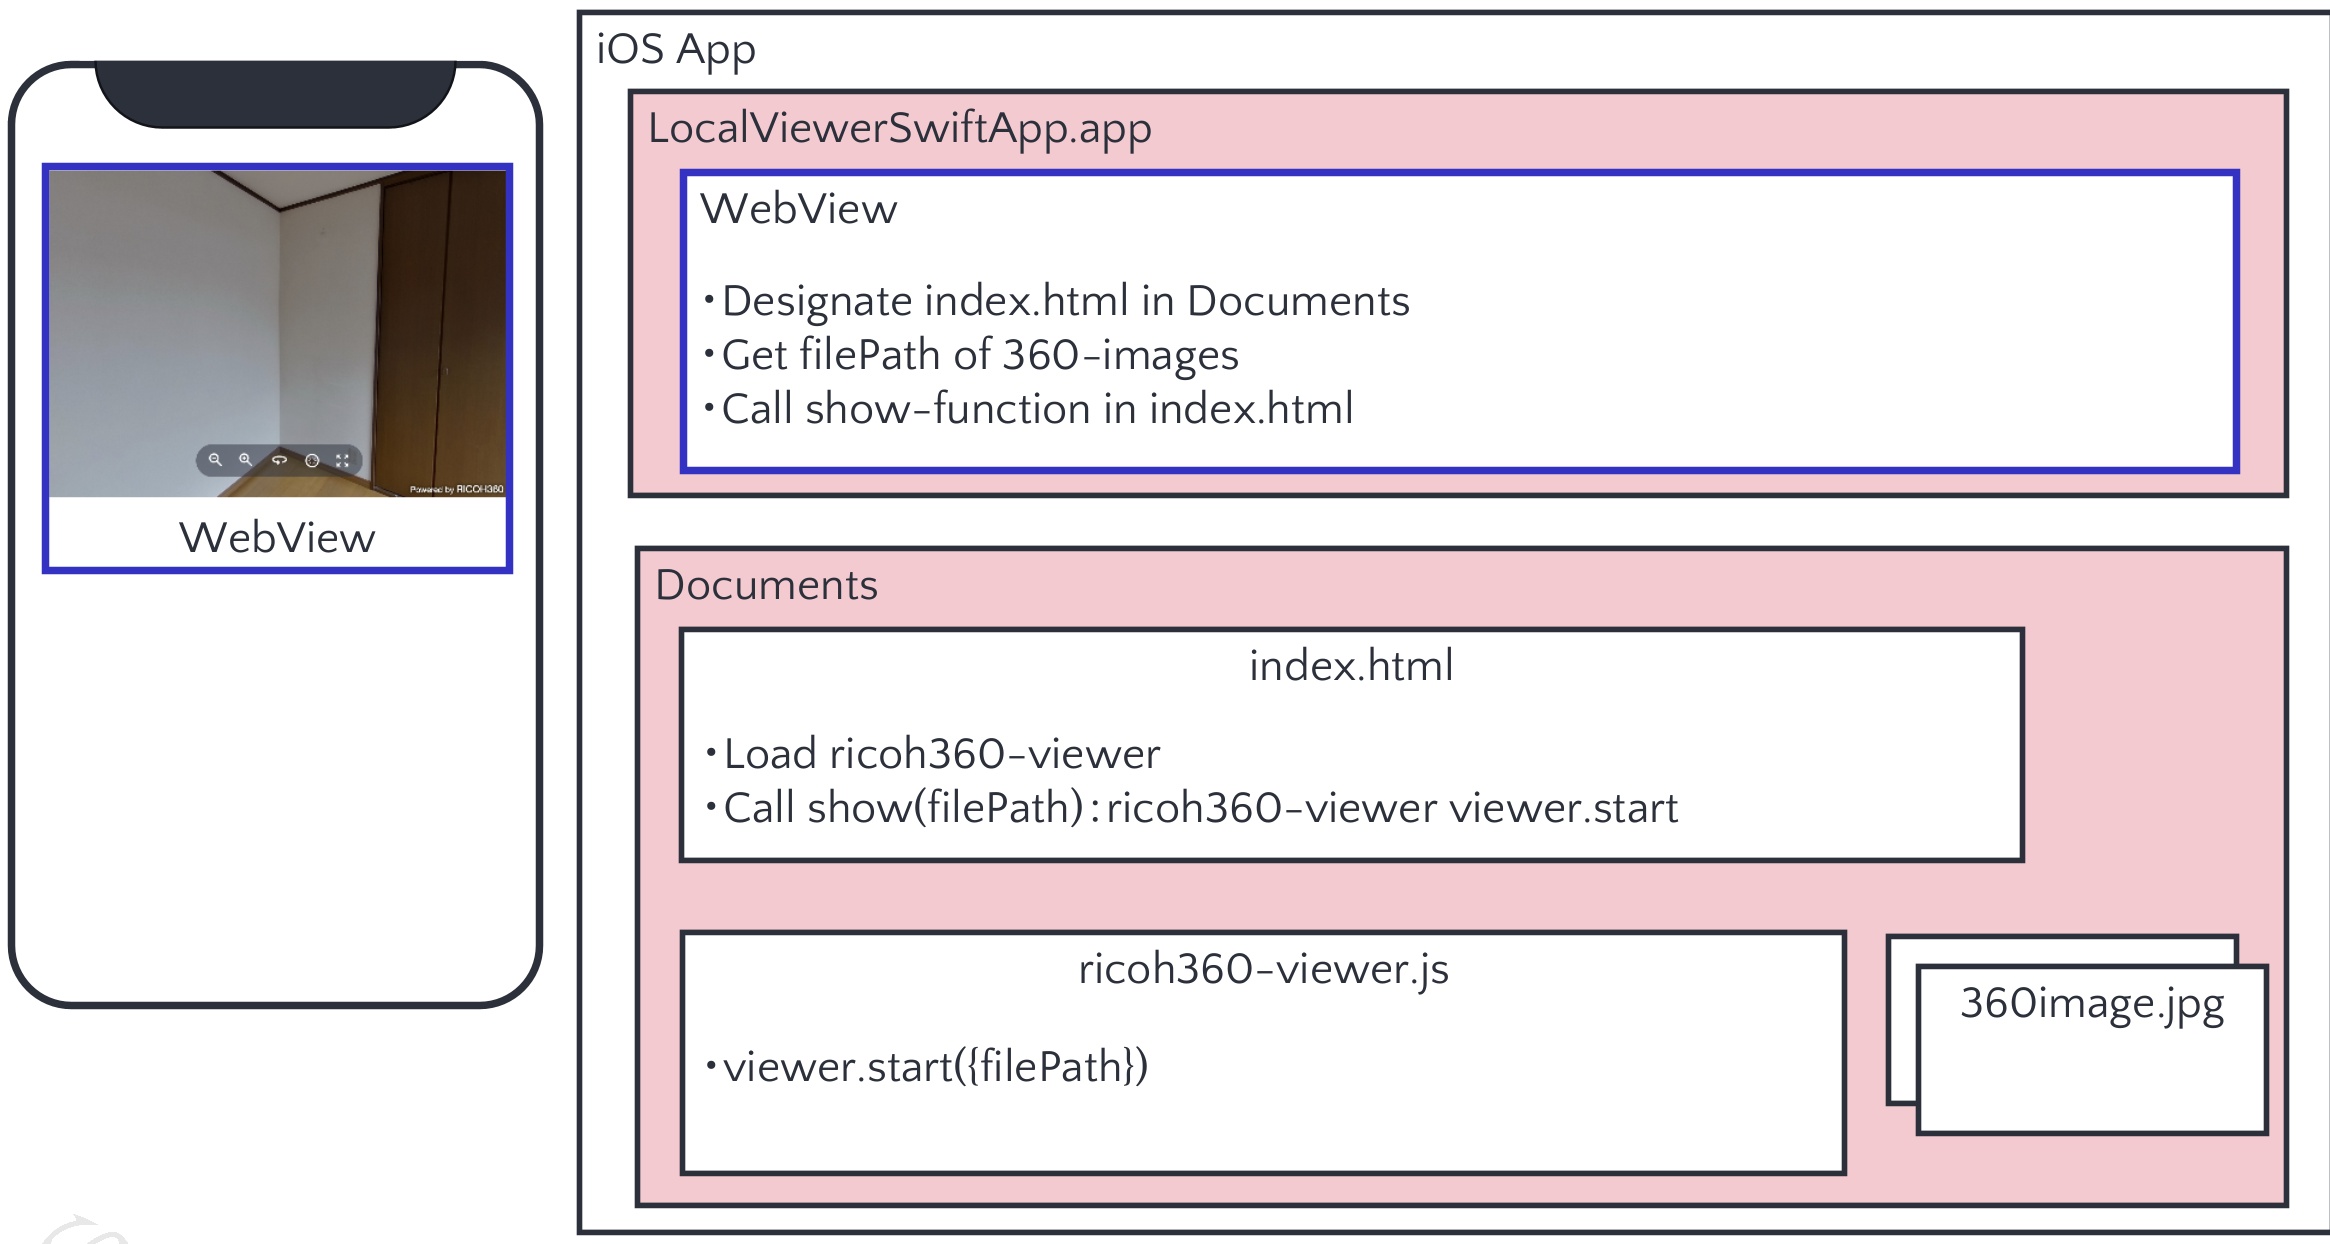 Powered by RICOH360
WebView
iOS App
LocalViewerSwiftApp.app
WebView
・Designate index.html in Documents
・Get filePath of 360-images
・Call show-function in index.html
Documents
index.html
・Load ricoh360-viewer
・Call show(filePath):ricoh360-viewer viewer.start
ricoh360-viewer.js
・viewer.start({filePath})
360image.jpg